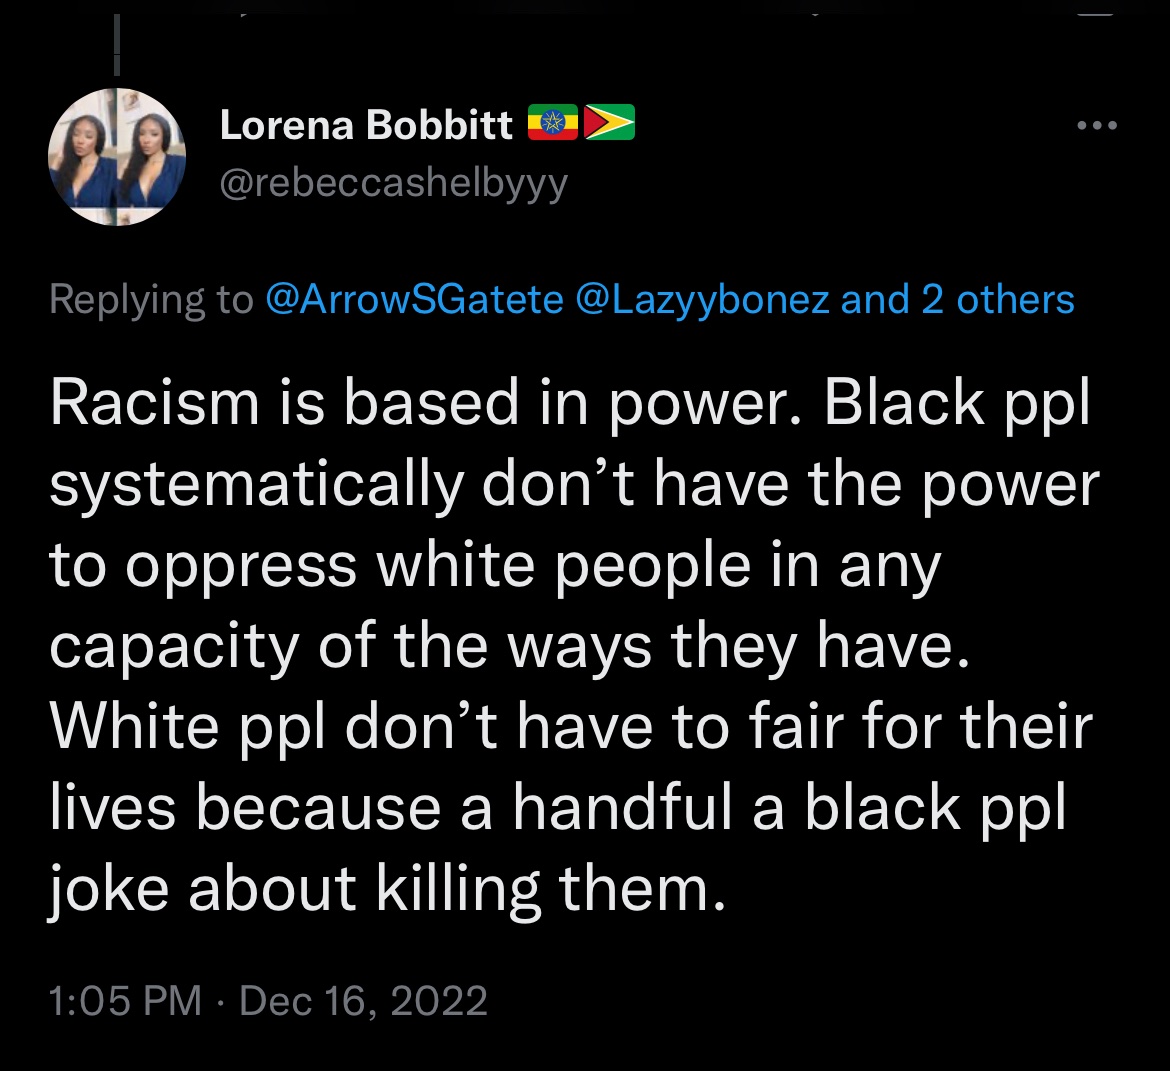 Lorena Bobbitt 🇪🇹🇬🇾
@rebeccashelbyyy
Replying to @ArrowSGatete @Lazyybonez and 2 others
Racism is based in power. Black ppl
systematically don’t have the power
to oppress white people in any
capacity of the ways they have.
White ppl don’t have to fair for their
lives because a handful a black ppl
joke about killing them.
1:05 PM · Dec 16, 2022